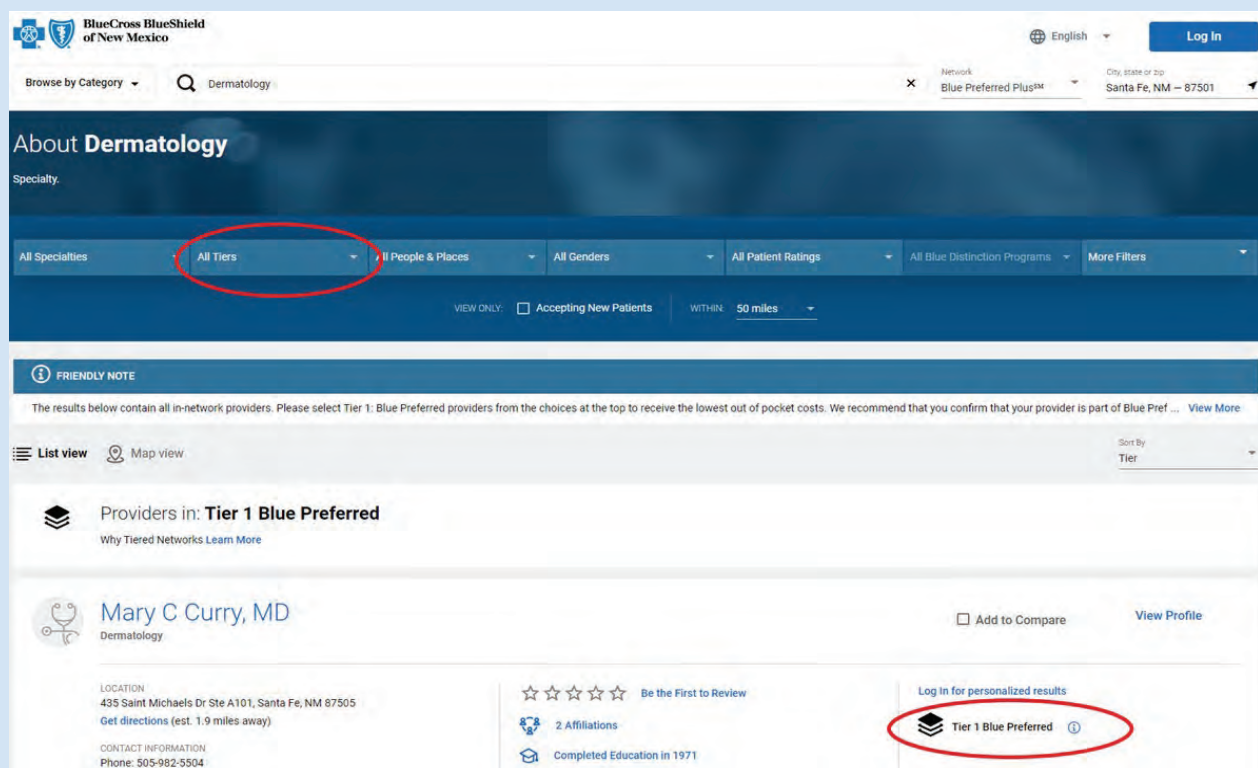 BlueCross BlueShield
of New Mexico
English
Log In
Browse by Category
Dermatology
Network
Blue Preferred Plus℠
City, state or zip
Santa Fe, NM — 87501
About Dermatology
Specialty.
All Specialties
All Tiers
All People & Places
All Genders
All Patient Ratings
All Blue Distinction Programs
More Filters
VIEW ONLY:
Accepting New Patients
WITHIN:
50 miles
FRIENDLY NOTE
The results below contain all in-network providers. Please select Tier 1: Blue Preferred providers from the choices at the top to receive the lowest out of pocket costs. We recommend that you confirm that your provider is part of Blue Pref ... View More
List view
Map view
Sort By
Tier
Providers in: Tier 1 Blue Preferred
Why Tiered Networks Learn More
Mary C Curry, MD
Dermatology
Add to Compare
View Profile
LOCATION
435 Saint Michaels Dr Ste A101, Santa Fe, NM 87505
Get directions (est. 1.9 miles away)
CONTACT INFORMATION
Phone: 505-982-5504
Be the First to Review
2 Affiliations
Completed Education in 1971
Log In for personalized results
Tier 1 Blue Preferred